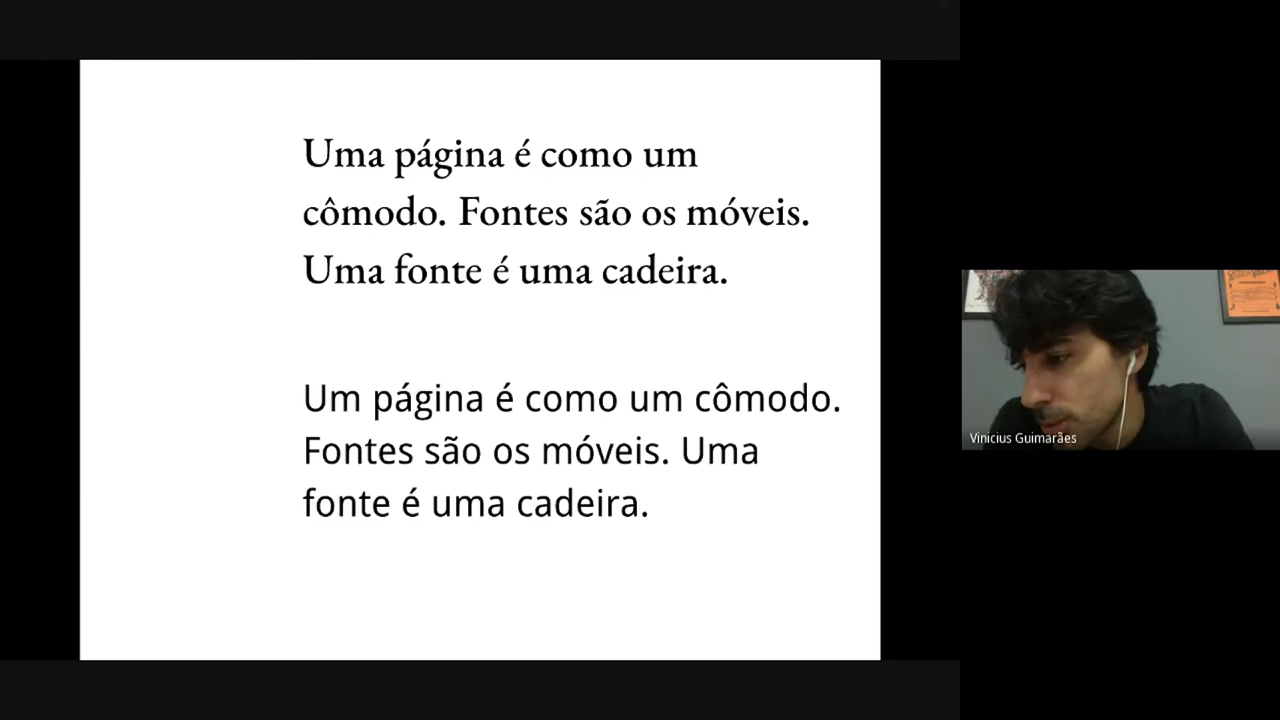 Uma página é como um
cômodo. Fontes são os móveis.
Uma fonte é uma cadeira.
Um página é como um cômodo.
Fontes são os móveis. Uma
fonte é uma cadeira.
Vinicius Guimarães